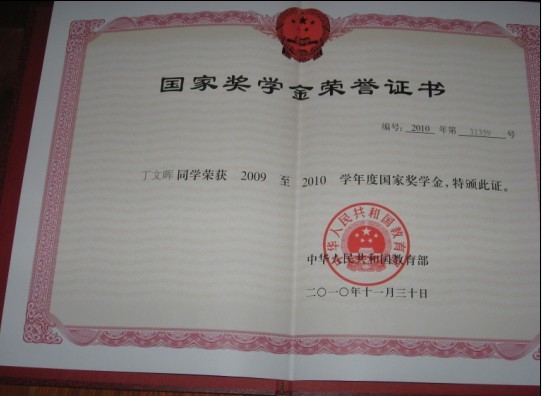 国家奖学金荣誉证书
编号: 2010 年第 31359 号
丁文晖 同学荣获 2009 至 2010 学年度国家奖学金,特颁此证。
中华人民共和国教育部
中华人民共和国教育部
二〇一〇年十一月三十日